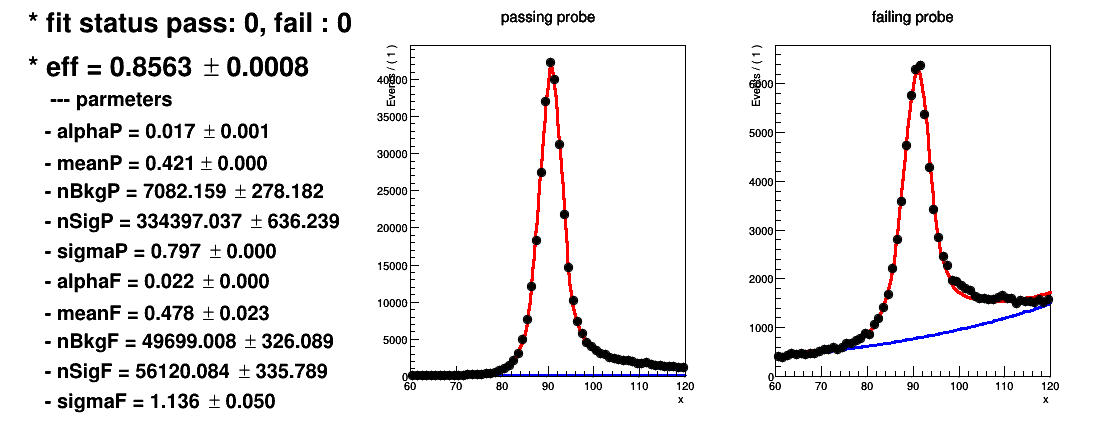 * fit status pass: 0, fail : 0
* eff = 0.8563 ± 0.0008
--- parmeters
- alphaP = 0.017 ± 0.001
- meanP = 0.421 ± 0.000
- nBkgP = 7082.159 ± 278.182
- nSigP = 334397.037 ± 636.239
- sigmaP = 0.797 ± 0.000
- alphaF = 0.022 ± 0.000
- meanF = 0.478 ± 0.023
- nBkgF = 49699.008 ± 326.089
- nSigF = 56120.084 ± 335.789
- sigmaF = 1.136 ± 0.050
passing probe
Events / ( 1 )
40000
35000
30000
25000
20000
15000
10000
5000
0
60 70 80 90 100 110 120
x
failing probe
Events / ( 1 )
6000
5000
4000
3000
2000
1000
0
60 70 80 90 100 110 120
x